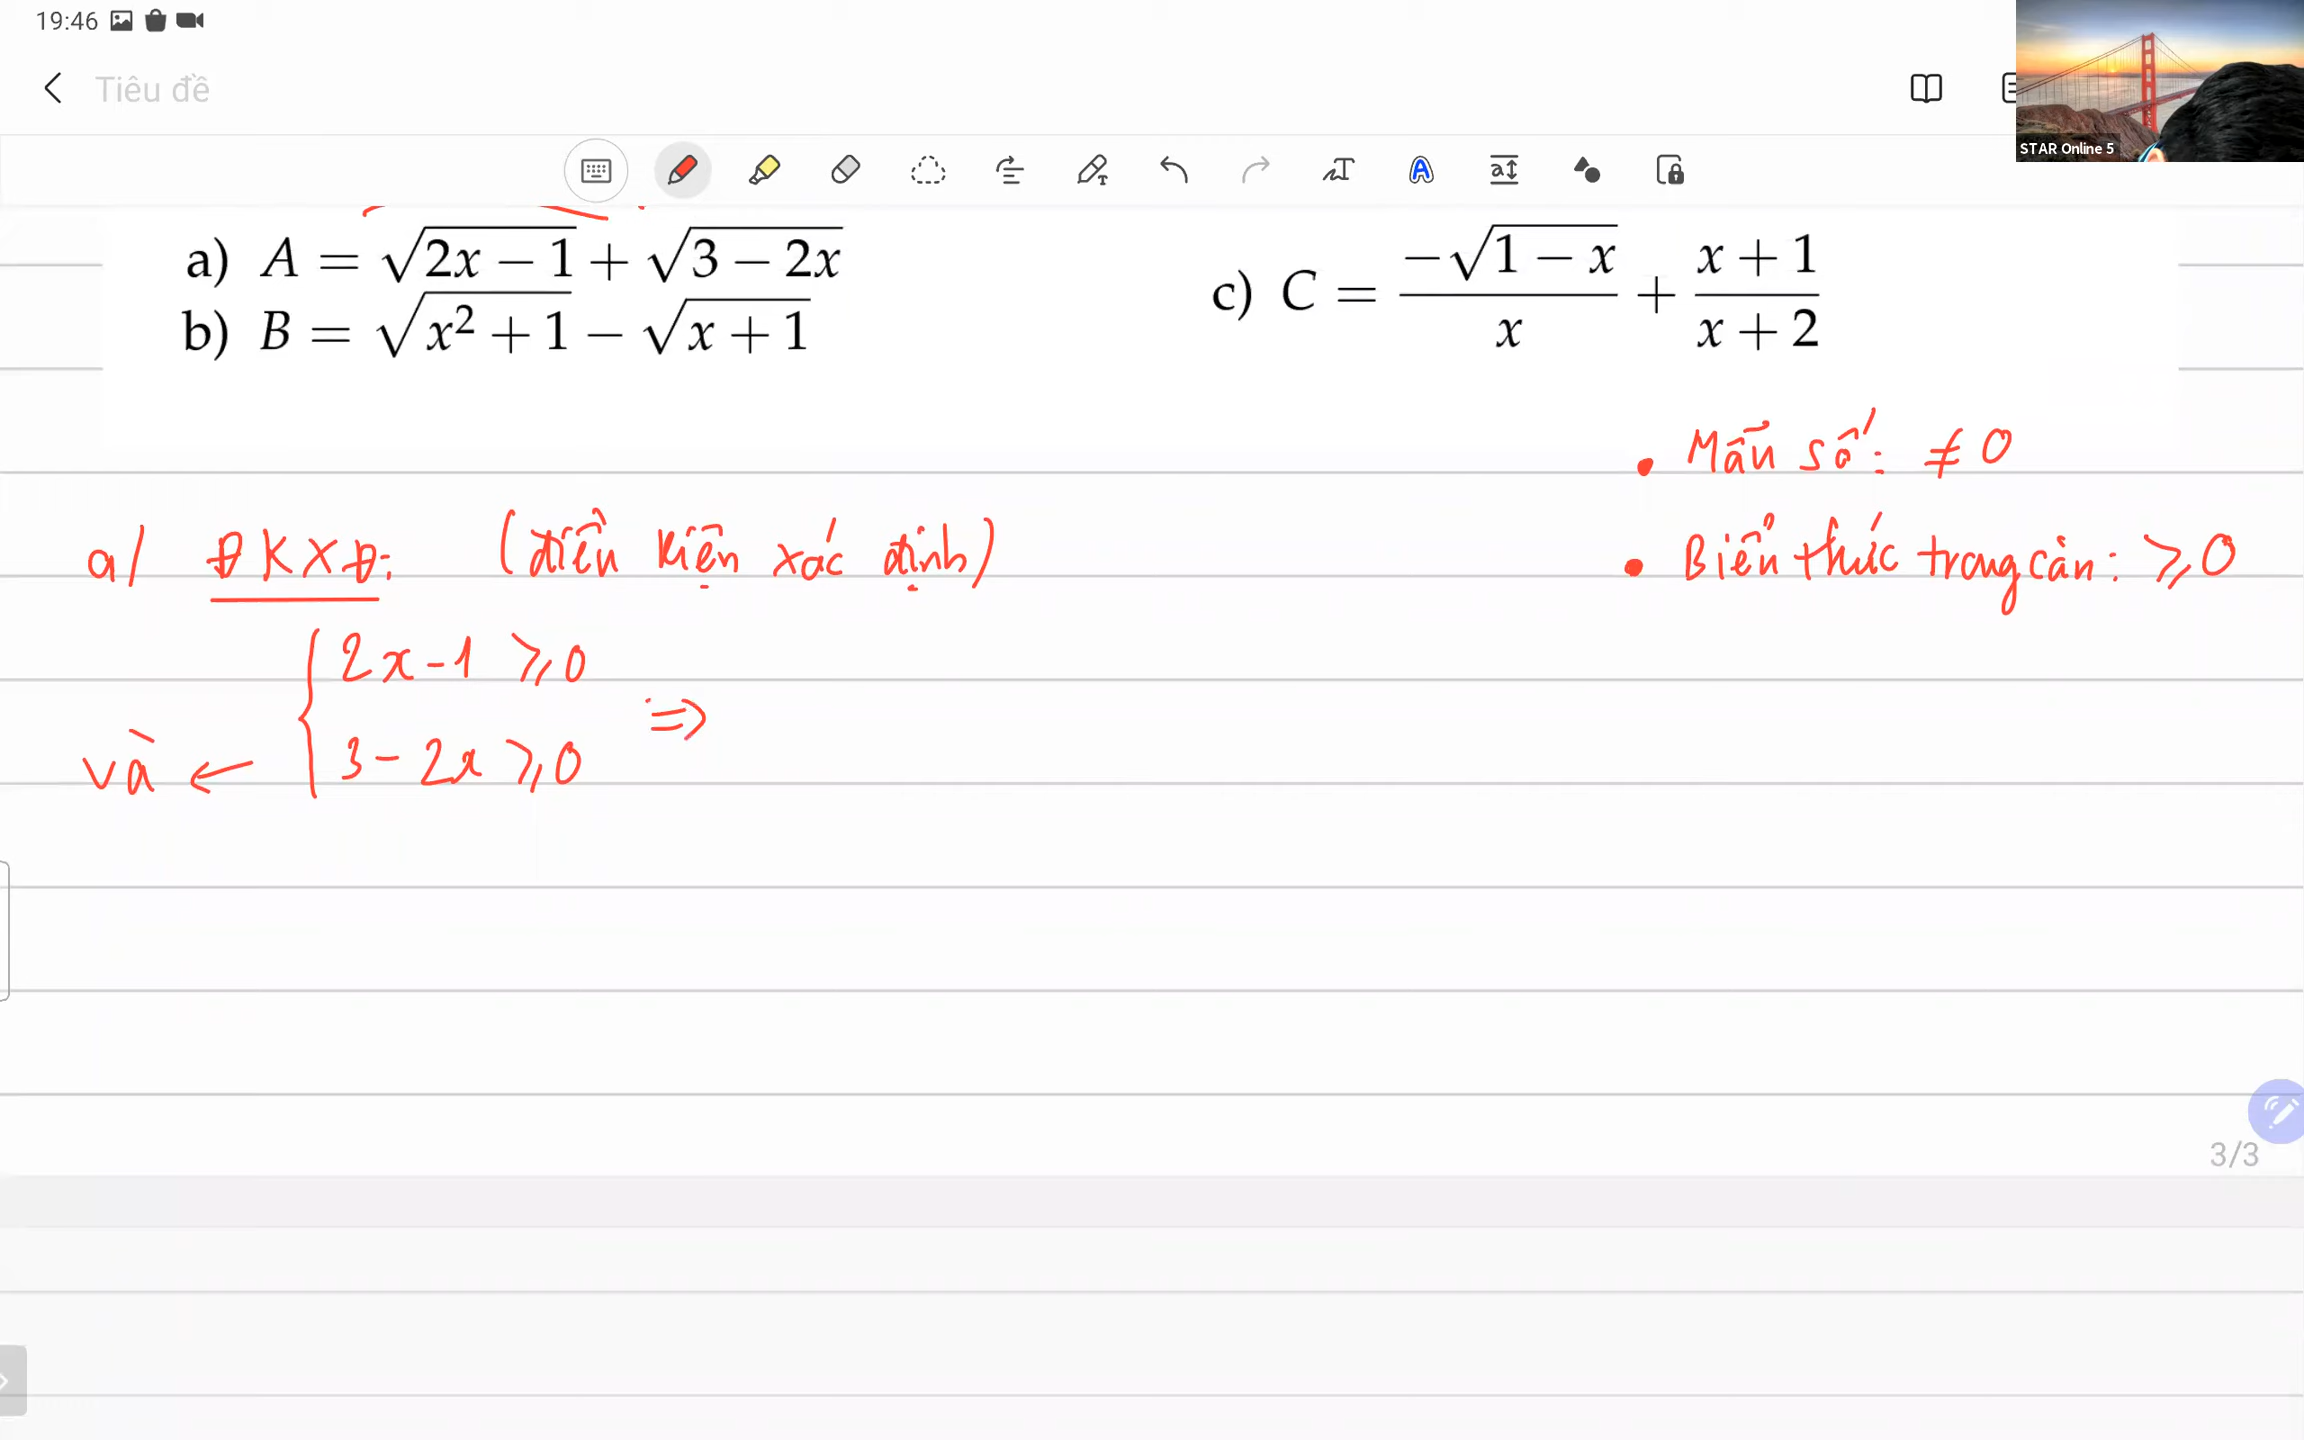 19:46
Tiêu đề
STAR Online 5
a) A = √(2x − 1) + √(3 − 2x)
b) B = √(x² + 1) − √(x + 1)
c) C = (−√(1 − x))/x + (x + 1)/(x + 2)
• Mẫu số: ≠ 0
a/ ĐKXĐ: (điều kiện xác định)
• Biểu thức trong căn: ⩾ 0
2x - 1 ⩾ 0
và ← { ⇒
3 - 2x ⩾ 0
3/3